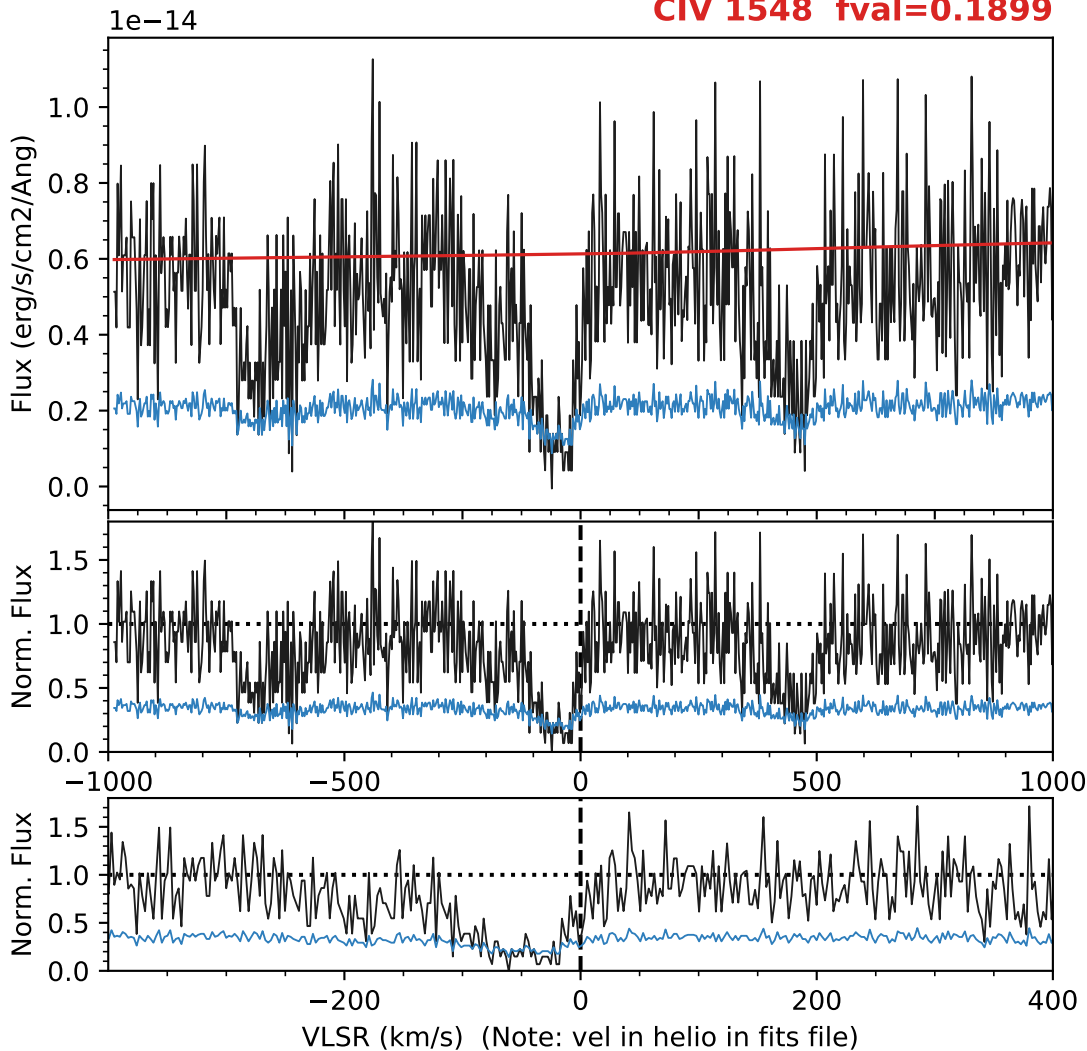 CIV 1548 fval=0.1899
1e−14
Flux (erg/s/cm2/Ang)
1.0
0.8
0.6
0.4
0.2
0.0
Norm. Flux
1.5
1.0
0.5
0.0
−1000 −500 0 500 1000
Norm. Flux
1.5
1.0
0.5
0.0
−200 0 200 400
VLSR (km/s) (Note: vel in helio in fits file)